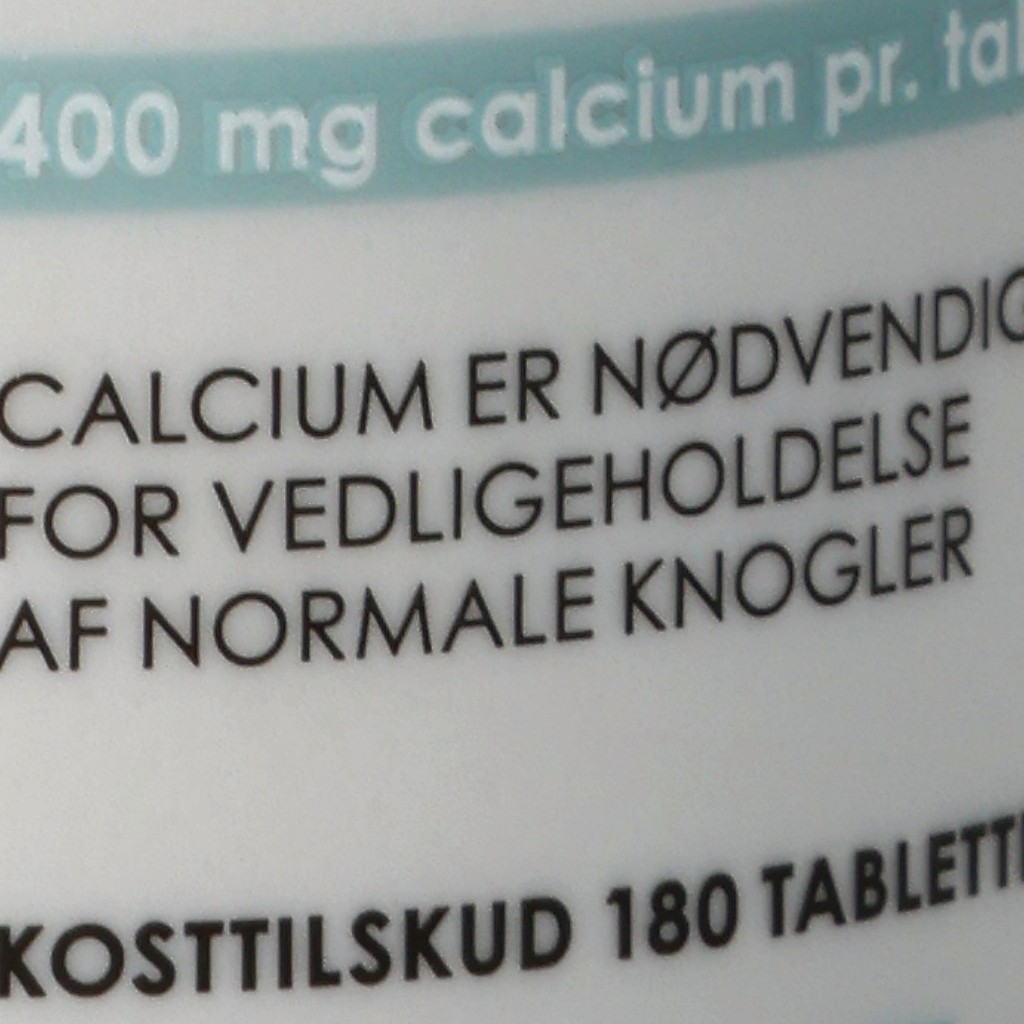 400 mg calcium pr.
CALCIUM ER NØDVENDIG
FOR VEDLIGEHOLDELSE
AF NORMALE KNOGLER
KOSTTILSKUD 180